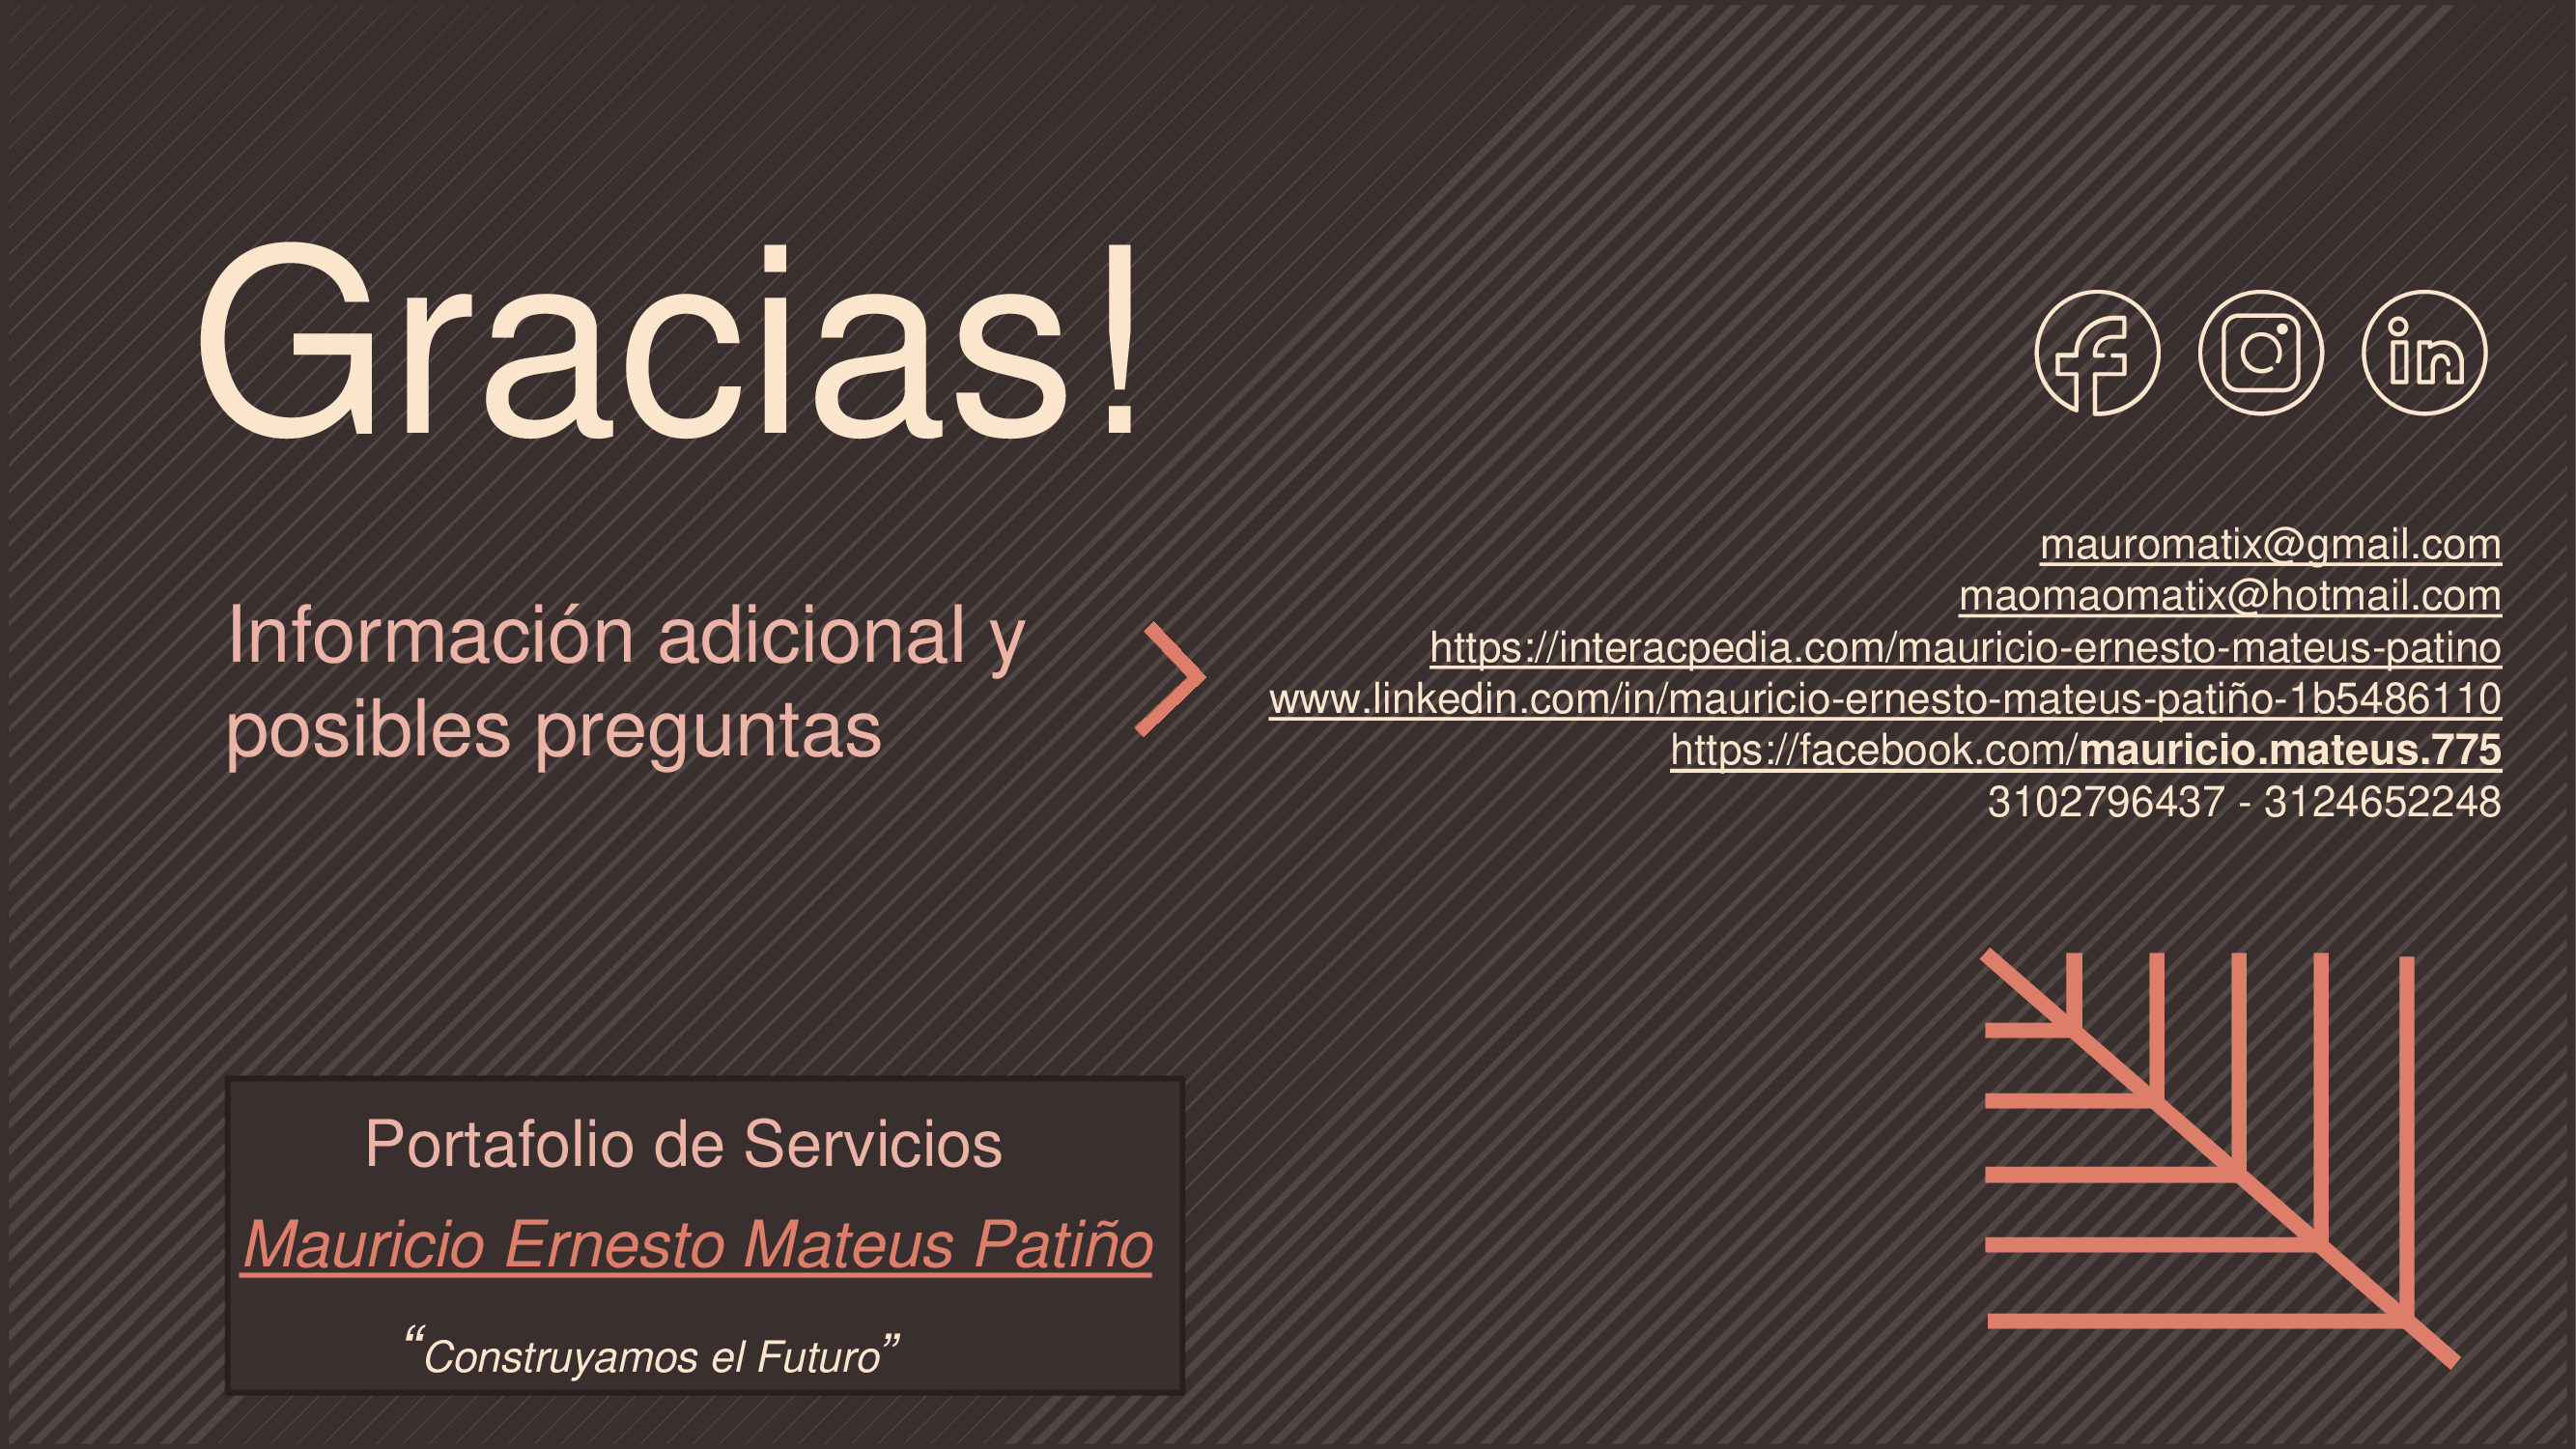 Gracias!
Información adicional y
posibles preguntas
mauromatix@gmail.com
maomaomatix@hotmail.com
https://interacpedia.com/mauricio-ernesto-mateus-patino
www.linkedin.com/in/mauricio-ernesto-mateus-patiño-1b5486110
https://facebook.com/mauricio.mateus.775
3102796437 - 3124652248
Portafolio de Servicios
Mauricio Ernesto Mateus Patiño
“Construyamos el Futuro”